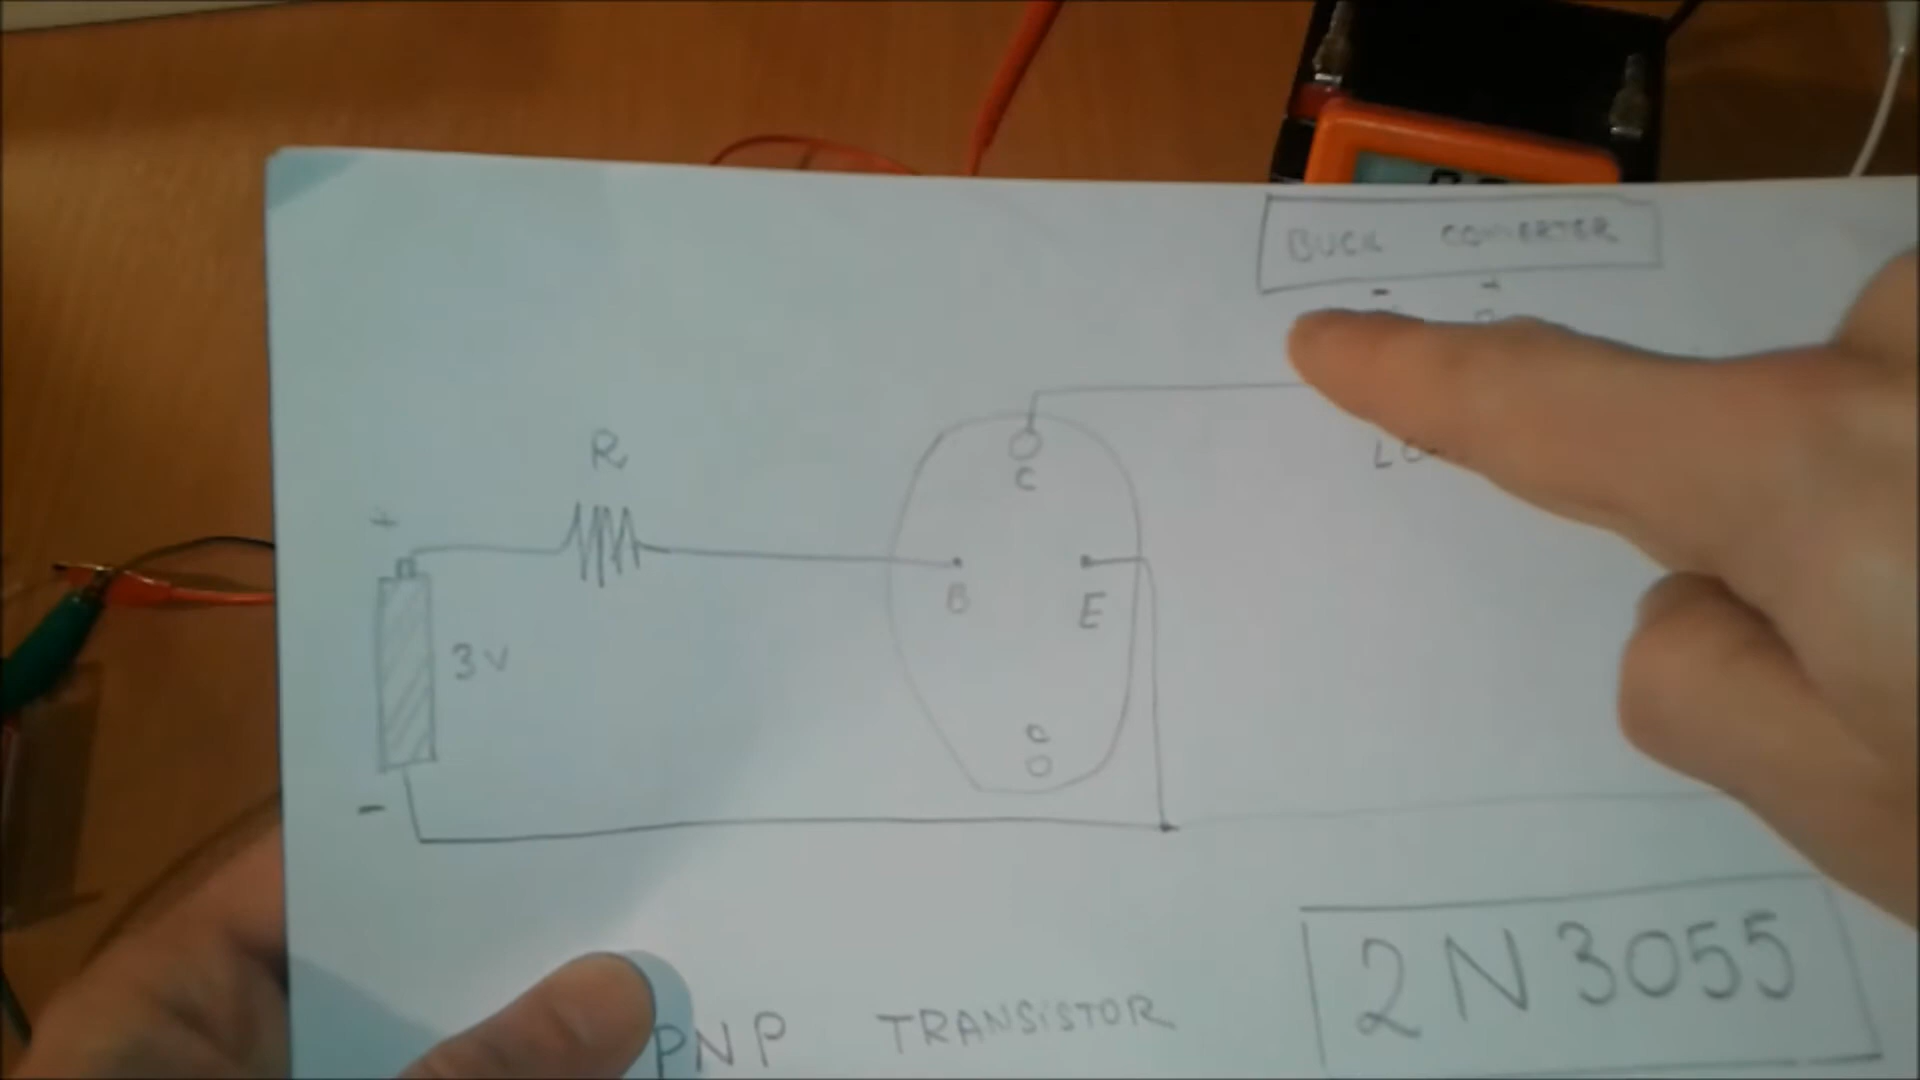 BUCK CONVERTER
- +
R
C
+
B
E
3V
-
2N3055
PNP TRANSISTOR